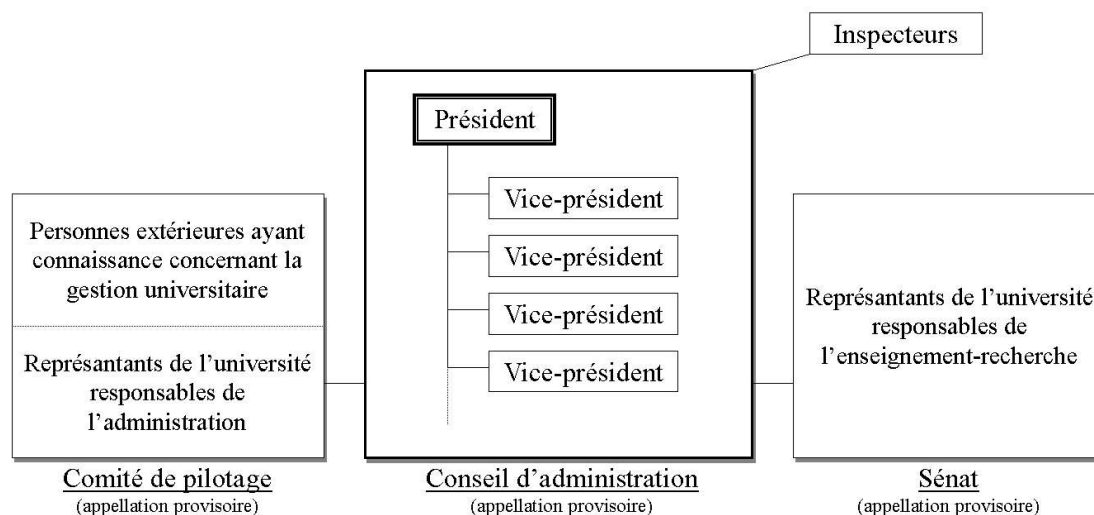 Inspecteurs
Président
Vice-président
Vice-président
Vice-président
Vice-président
Personnes extérieures ayant
connaissance concernant la
gestion universitaire
Représantants de l’université
responsables de
l’administration
Représantants de l’université
responsables de
l’enseignement-recherche
Comité de pilotage
(appellation provisoire)
Conseil d’administration
(appellation provisoire)
Sénat
(appellation provisoire)